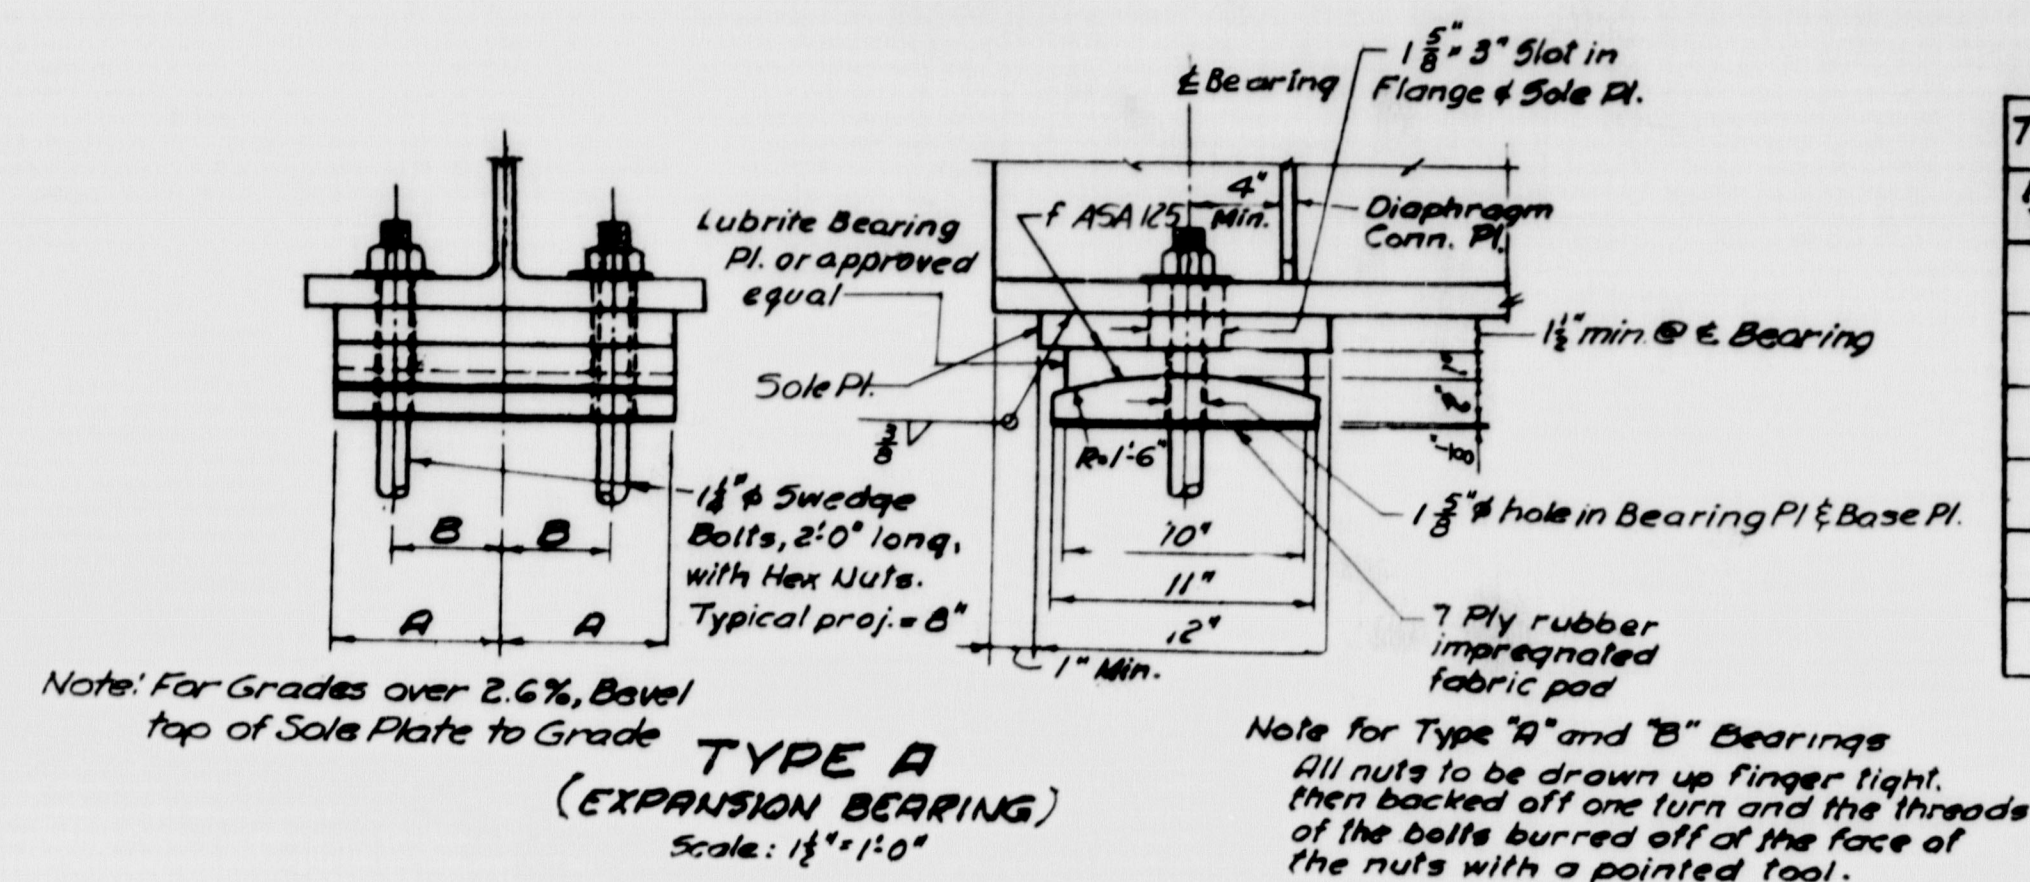 1 5/8" x 3" Slot in
Flange & Sole Pl.
℄ Bearing
4"
Min.
f ASA 125
Diaphragm
Conn. Pl.
Lubrite Bearing
Pl. or approved
equal
1 1/2" min. @ ℄ Bearing
Sole Pl.
2"
1/8"
3/8
R=1'-6"
1 1/4" ϕ Swedge
Bolts, 2'-0" long,
with Hex Nuts.
Typical proj. = 8"
1 5/8" ϕ hole in Bearing Pl & Base Pl.
B B
A A
10"
11"
12"
1" Min.
7 Ply rubber
impregnated
fabric pad
Note: For Grades over 2.6%, Bevel
top of Sole Plate to Grade
TYPE A
(EXPANSION BEARING)
Scale: 1 1/2" = 1'-0"
Note for Type "A" and "B" Bearings
All nuts to be drawn up finger tight.
then backed off one turn and the threads
of the bolts burred off at the face of
the nuts with a pointed tool.